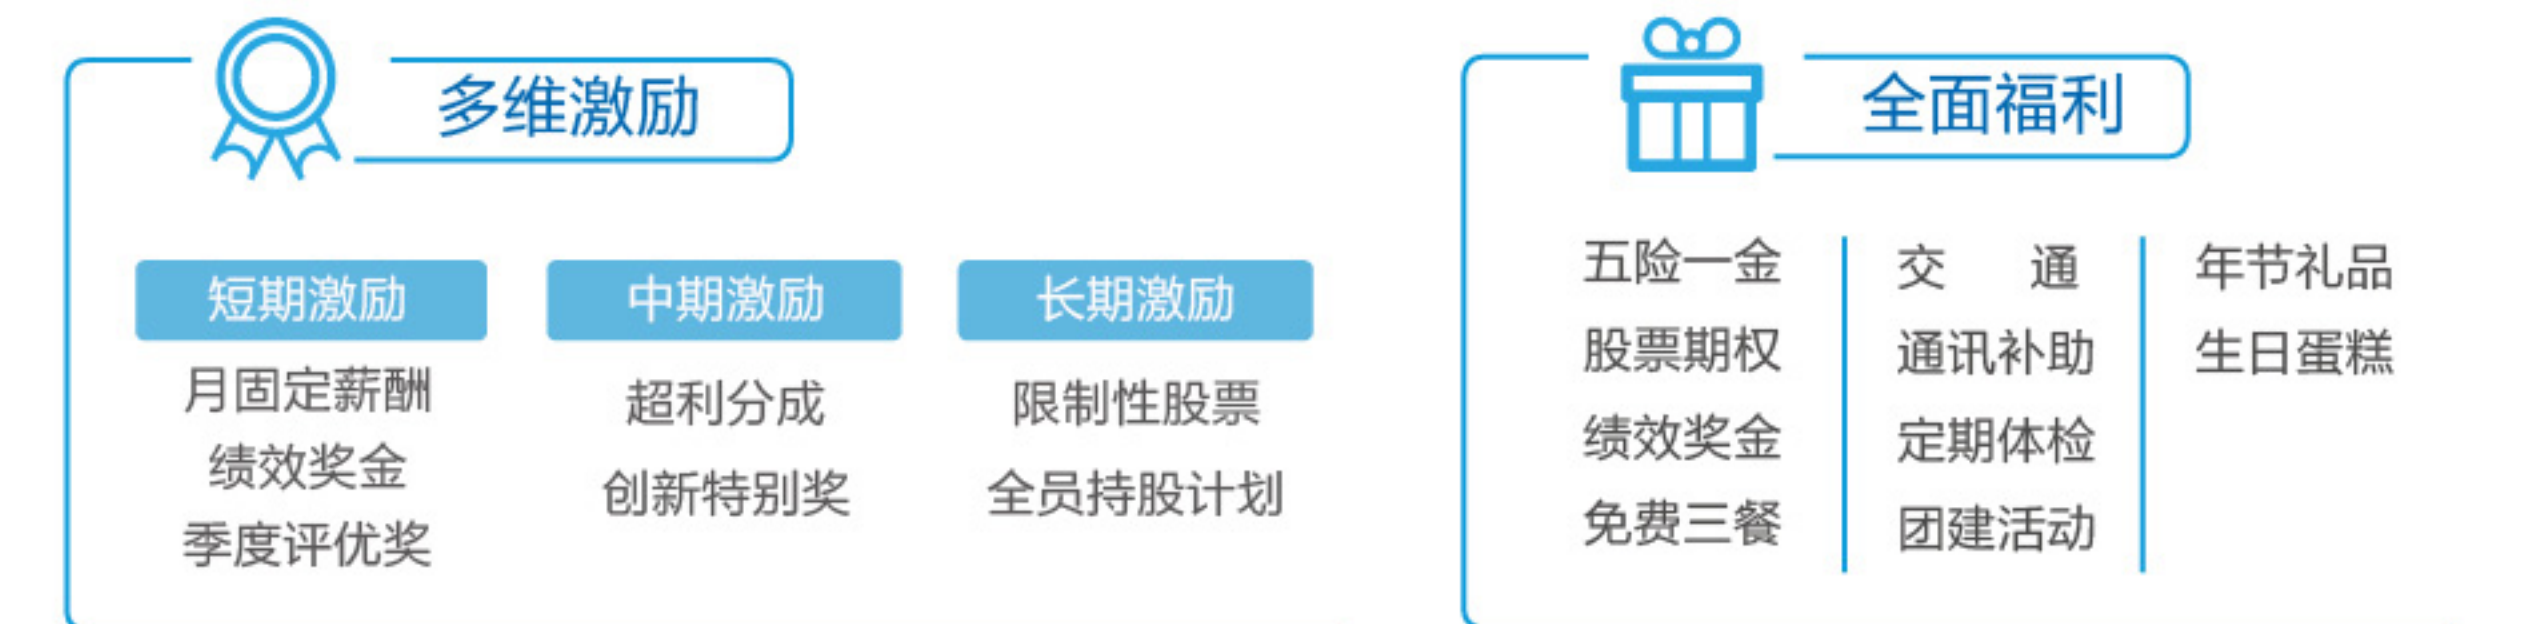 多维激励
短期激励
月固定薪酬
绩效奖金
季度评优奖
中期激励
超利分成
创新特别奖
长期激励
限制性股票
全员持股计划
全面福利
五险一金
股票期权
绩效奖金
免费三餐
交 通
通讯补助
定期体检
团建活动
年节礼品
生日蛋糕